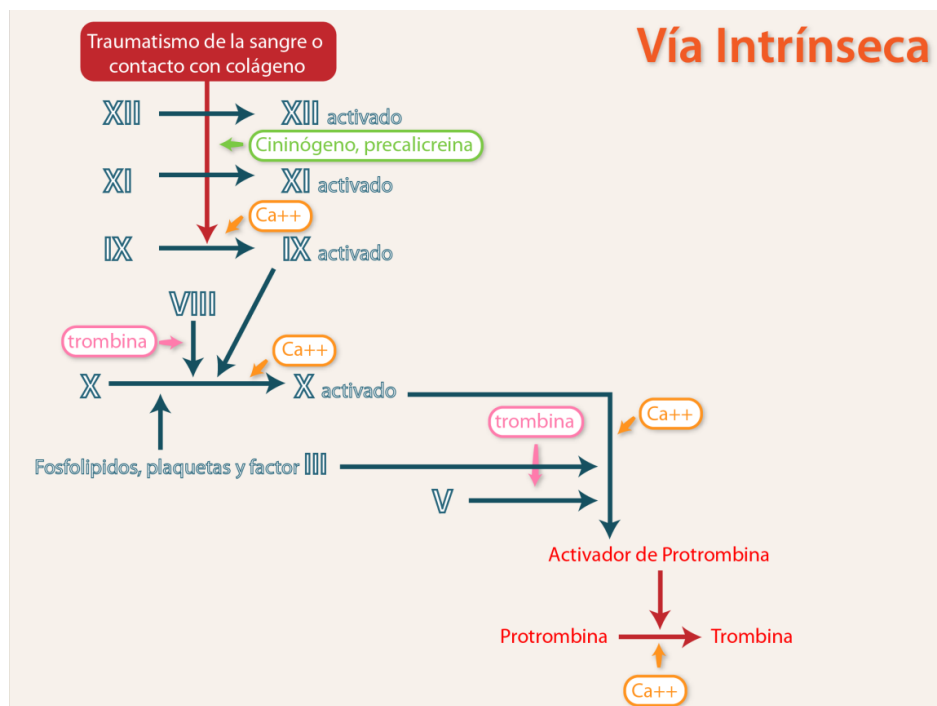 Vía Intrínseca
Traumatismo de la sangre o
contacto con colágeno
XII
XII activado
Cininógeno, precalicreina
XI
XI activado
Ca++
IX
IX activado
VIII
trombina
Ca++
X
X activado
Ca++
trombina
Fosfolipidos, plaquetas y factor III
V
Activador de Protrombina
Protrombina
Trombina
Ca++